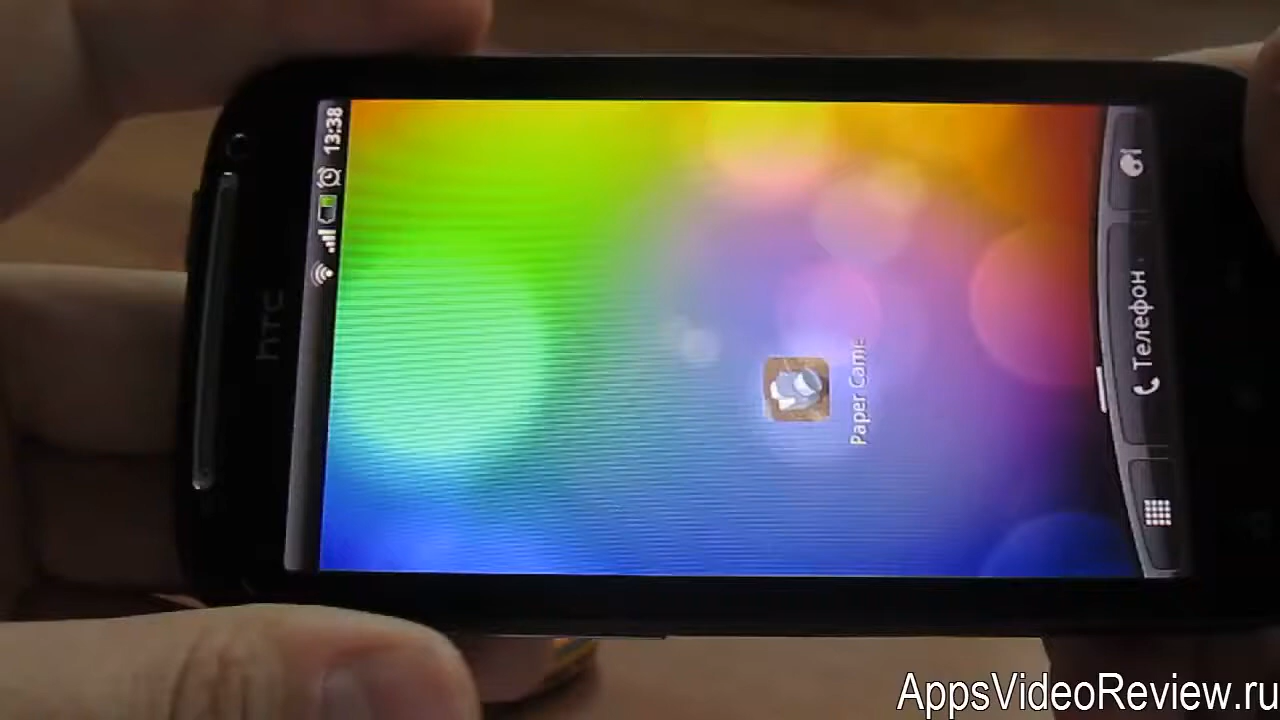 13:38
hTC
Paper Came
Телефон
AppsVideoReview.ru